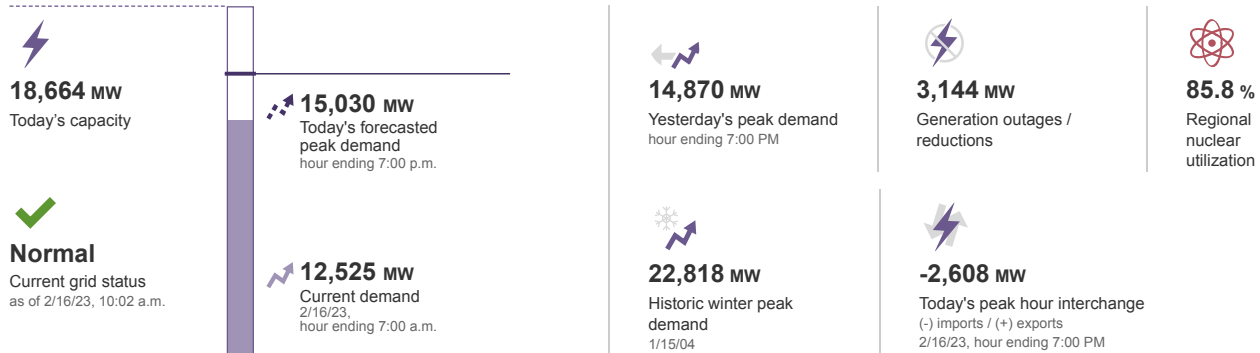 18,664 MW
Today's capacity
Normal
Current grid status
as of 2/16/23, 10:02 a.m.
15,030 MW
Today's forecasted
peak demand
hour ending 7:00 p.m.
12,525 MW
Current demand
2/16/23,
hour ending 7:00 a.m.
14,870 MW
Yesterday's peak demand
hour ending 7:00 PM
3,144 MW
Generation outages /
reductions
85.8 %
Regional
nuclear
utilization
22,818 MW
Historic winter peak
demand
1/15/04
-2,608 MW
Today's peak hour interchange
(-) imports / (+) exports
2/16/23, hour ending 7:00 PM